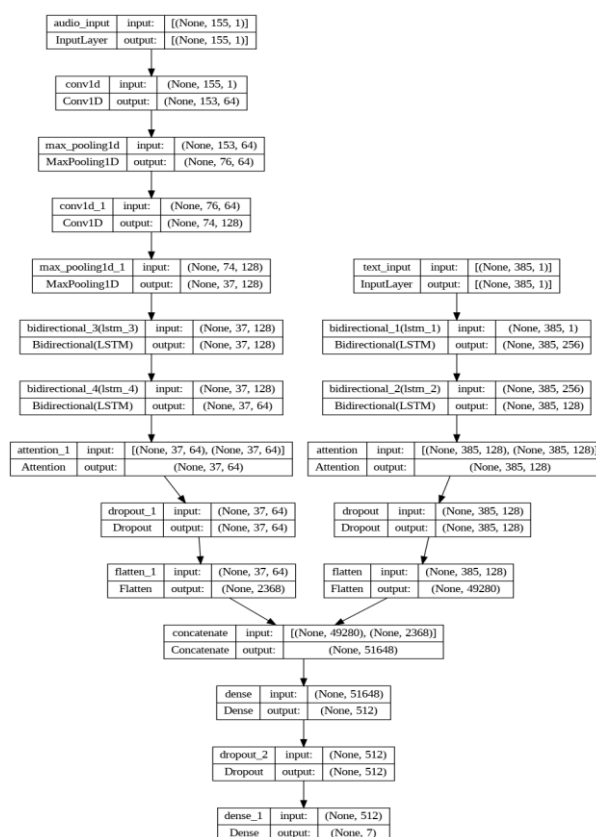 audio_input input: [(None, 155, 1)]
InputLayer output: [(None, 155, 1)]
conv1d input: (None, 155, 1)
Conv1D output: (None, 153, 64)
max_pooling1d input: (None, 153, 64)
MaxPooling1D output: (None, 76, 64)
conv1d_1 input: (None, 76, 64)
Conv1D output: (None, 74, 128)
max_pooling1d_1 input: (None, 74, 128)
MaxPooling1D output: (None, 37, 128)
text_input input: [(None, 385, 1)]
InputLayer output: [(None, 385, 1)]
bidirectional_3(lstm_3) input: (None, 37, 128)
Bidirectional(LSTM) output: (None, 37, 128)
bidirectional_1(lstm_1) input: (None, 385, 1)
Bidirectional(LSTM) output: (None, 385, 256)
bidirectional_4(lstm_4) input: (None, 37, 128)
Bidirectional(LSTM) output: (None, 37, 64)
bidirectional_2(lstm_2) input: (None, 385, 256)
Bidirectional(LSTM) output: (None, 385, 128)
attention_1 input: [(None, 37, 64), (None, 37, 64)]
Attention output: (None, 37, 64)
attention input: [(None, 385, 128), (None, 385, 128)]
Attention output: (None, 385, 128)
dropout_1 input: (None, 37, 64)
Dropout output: (None, 37, 64)
dropout input: (None, 385, 128)
Dropout output: (None, 385, 128)
flatten_1 input: (None, 37, 64)
Flatten output: (None, 2368)
flatten input: (None, 385, 128)
Flatten output: (None, 49280)
concatenate input: [(None, 49280), (None, 2368)]
Concatenate output: (None, 51648)
dense input: (None, 51648)
Dense output: (None, 512)
dropout_2 input: (None, 512)
Dropout output: (None, 512)
dense_1 input: (None, 512)
Dense output: (None, 7)